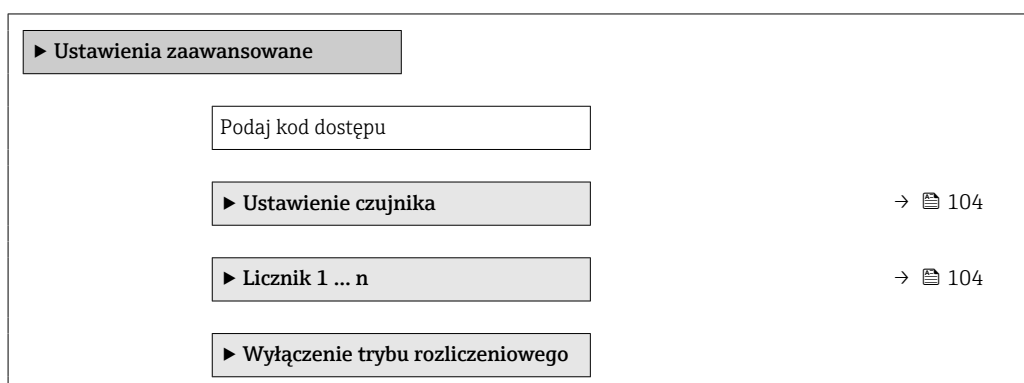 ▶ Ustawienia zaawansowane
Podaj kod dostępu
▶ Ustawienie czujnika → 104
▶ Licznik 1 ... n → 104
▶ Wyłączenie trybu rozliczeniowego